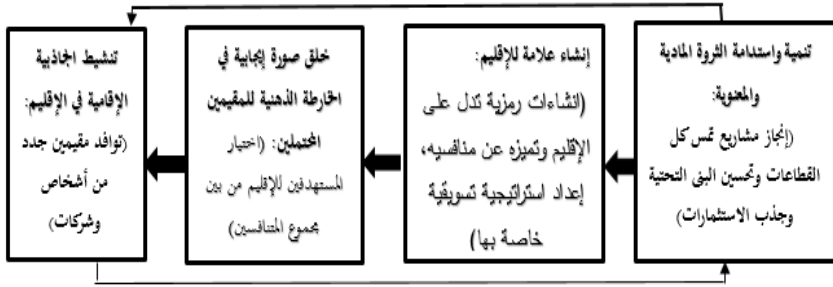 تنمية واستدامة الثروة المادية
والمعنوية:
(إنجاز مشاريع تمس كل
القطاعات وتحسين البنى التحتية
وجذب الاستثمارات)
إنشاء علامة للإقليم:
(انشاءات رمزية تدل على
الإقليم وتميزه عن منافسيه،
إعداد استراتيجية تسويقية
خاصة بها)
خلق صورة إيجابية في
الخارطة الذهنية للمقيمين
المحتملين: (اختيار
المستهدفين للإقليم من بين
مجموع المتنافسين)
تنشيط الجاذبية
الإقامية في الإقليم:
(توافد مقيمين جدد
من أشخاص
وشركات)